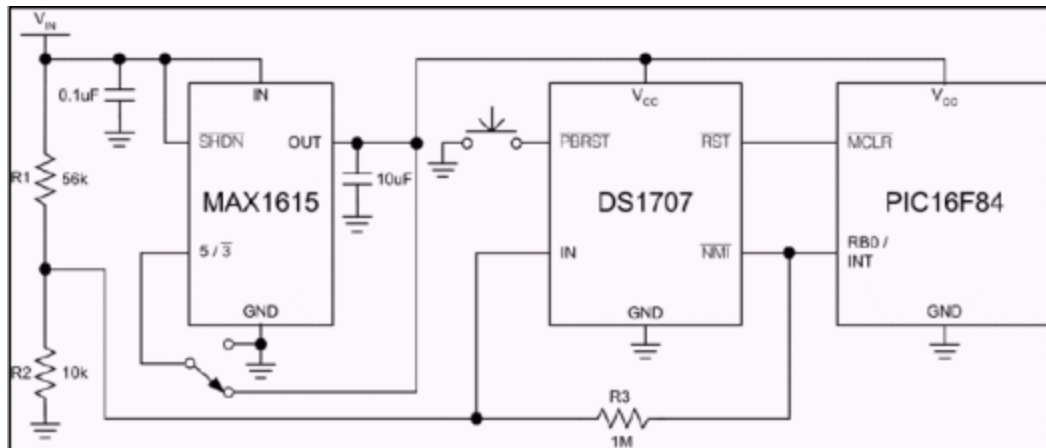 VIN
0.1uF
IN
SHDN
OUT
MAX1615
5 / 3
GND
10uF
R1
56k
R2
10k
VCC
PBRST
RST
DS1707
IN
NMI
GND
VCC
MCLR
PIC16F84
RB0 /
INT
GND
R3
1M